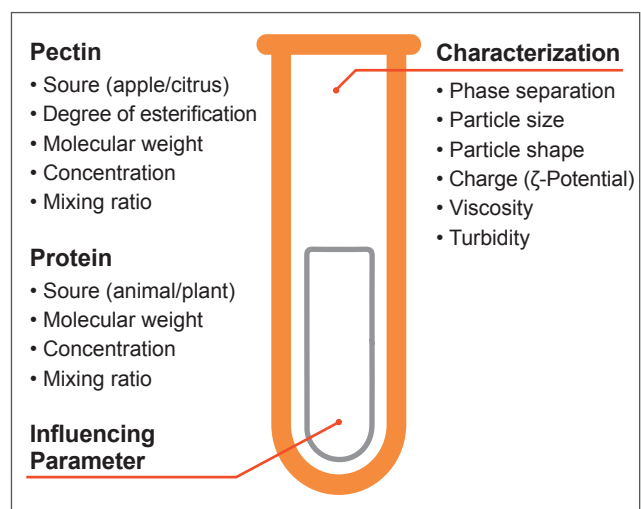 Pectin
• Soure (apple/citrus)
• Degree of esterification
• Molecular weight
• Concentration
• Mixing ratio
Protein
• Soure (animal/plant)
• Molecular weight
• Concentration
• Mixing ratio
Influencing
Parameter
Characterization
• Phase separation
• Particle size
• Particle shape
• Charge (ζ-Potential)
• Viscosity
• Turbidity